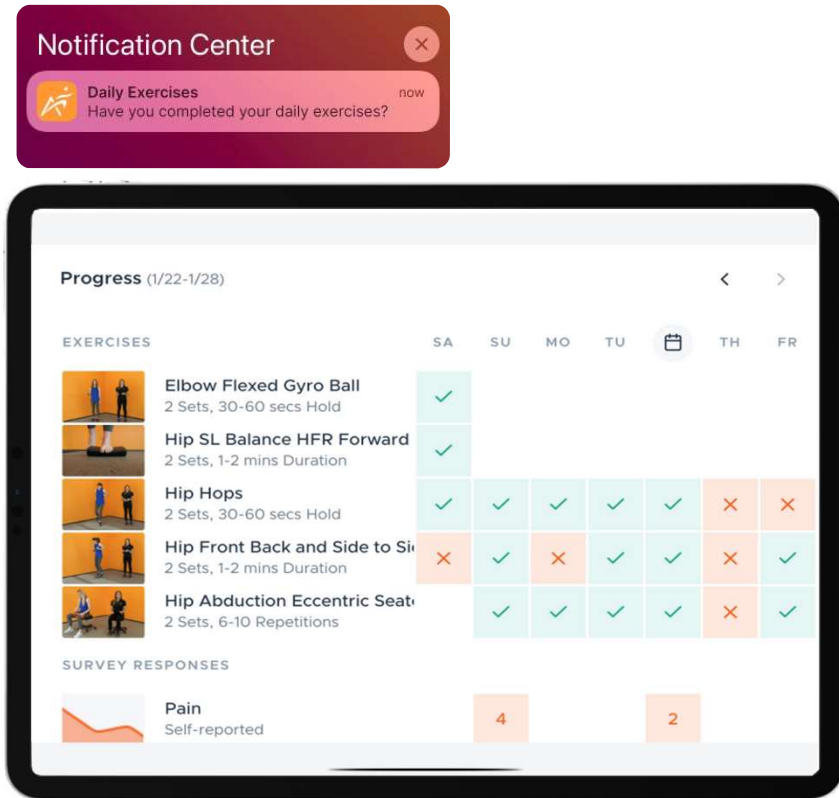 Notification Center
Daily Exercises now
Have you completed your daily exercises?
Progress (1/22-1/28)
EXERCISES SA SU MO TU TH FR
Elbow Flexed Gyro Ball
2 Sets, 30-60 secs Hold
Hip SL Balance HFR Forward
2 Sets, 1-2 mins Duration
Hip Hops
2 Sets, 30-60 secs Hold
Hip Front Back and Side to Si
2 Sets, 1-2 mins Duration
Hip Abduction Eccentric Seat
2 Sets, 6-10 Repetitions
SURVEY RESPONSES
Pain 4 2
Self-reported